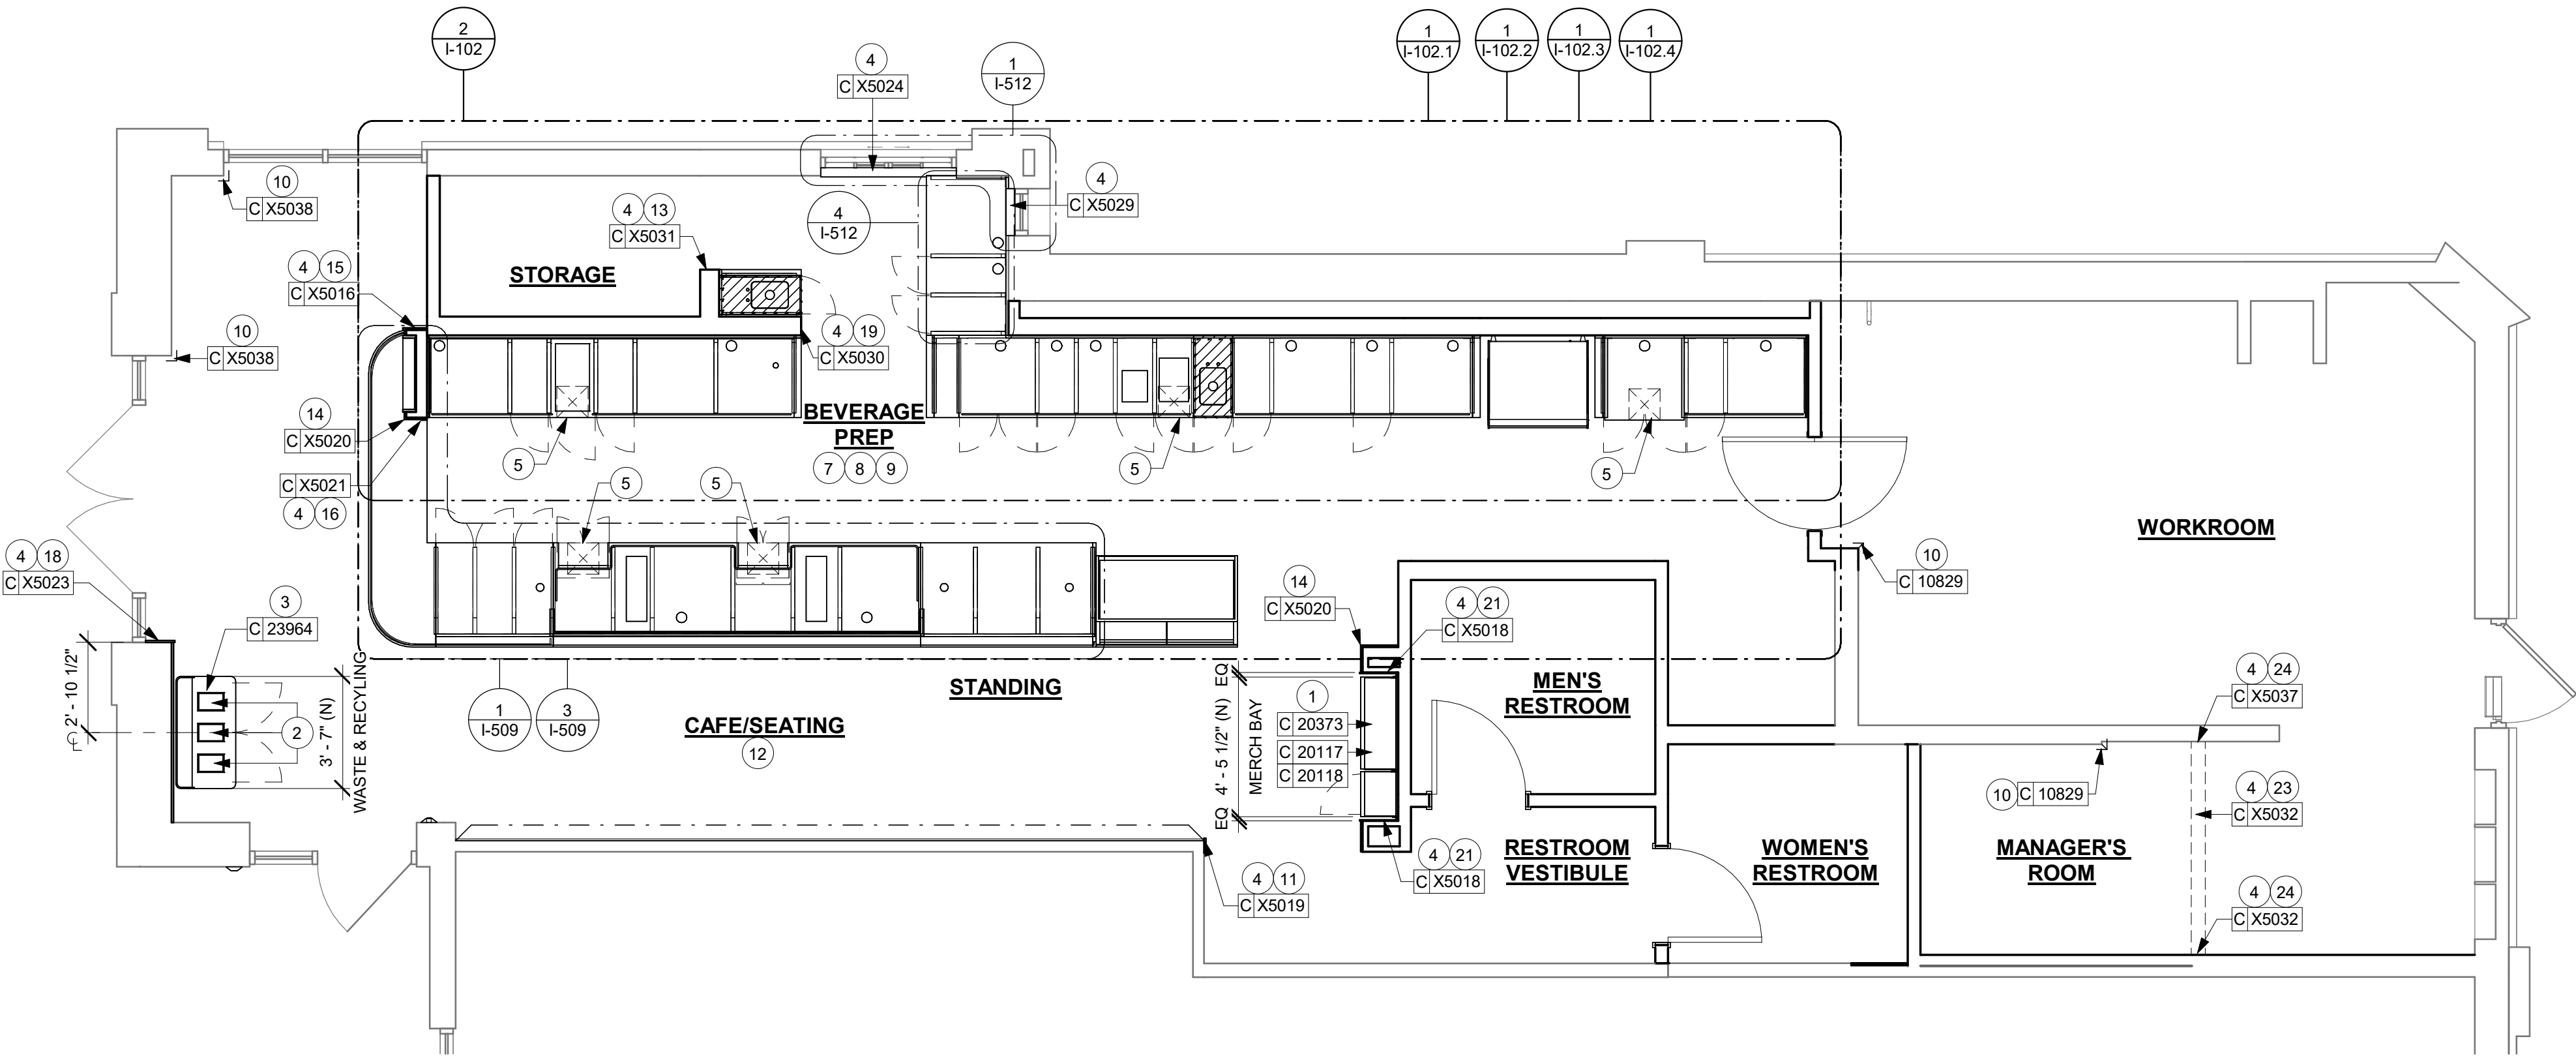 2
I-102
4
C X5024
1
I-512
1
I-102.1
1
I-102.2
1
I-102.3
1
I-102.4
10
C X5038
4 13
C X5031
4
I-512
4
C X5029
4 15
C X5016
STORAGE
10
C X5038
4 19
C X5030
14
C X5020
BEVERAGE
PREP
7 8 9
C X5021
4 16
5
5
5
5
5
WORKROOM
4 18
C X5023
10
C 10829
3
C 23964
14
C X5020
4 21
C X5018
℄ 2' - 10 1/2"
2
3' - 7" (N)
WASTE & RECYLING
1
I-509
3
I-509
STANDING
CAFE/SEATING
12
EQ
4' - 5 1/2" (N)
EQ
MERCH BAY
1
C 20373
C 20117
C 20118
MEN'S
RESTROOM
4 24
C X5037
10 C 10829
4 23
C X5032
4 11
C X5019
4 21
C X5018
RESTROOM
VESTIBULE
WOMEN'S
RESTROOM
MANAGER'S
ROOM
4 24
C X5032